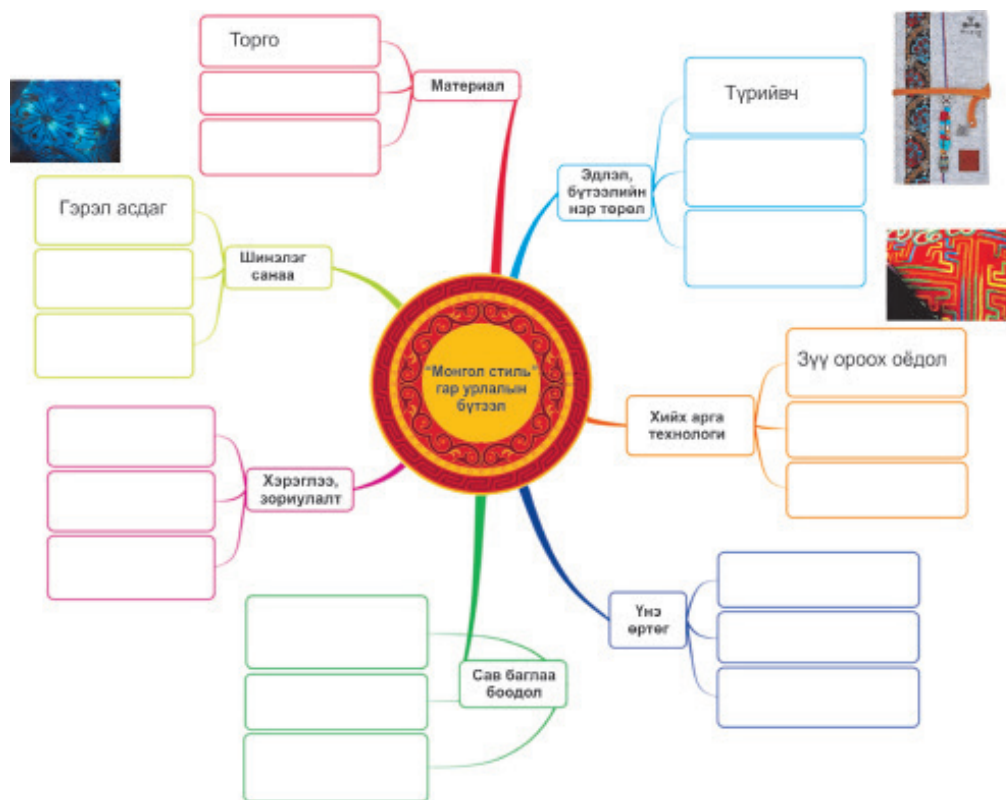 Торго
Материал
Түрийвч
Эдлэл,
бүтээлийн
нэр төрөл
Гэрэл асдаг
Шинэлэг
санаа
"Монгол стиль"
гар урлалын
бүтээл
Зүү ороох оёдол
Хийх арга
технологи
Хэрэглээ,
зориулалт
Үнэ
өртөг
Сав баглаа
боодол